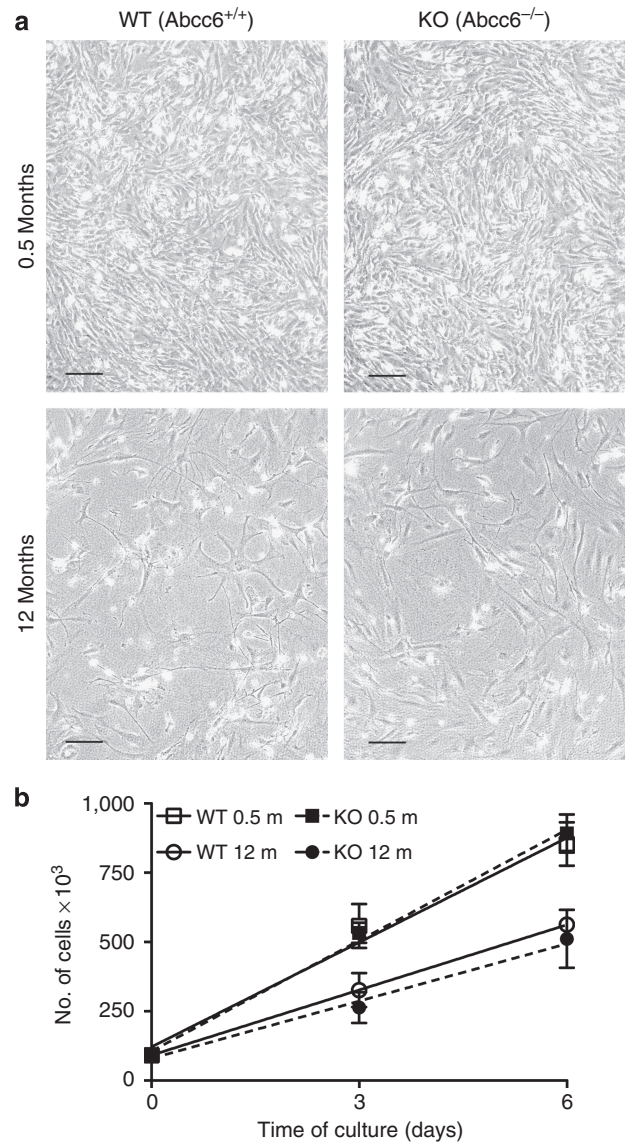 a
WT (Abcc6+/+)
KO (Abcc6–/–)
0.5 Months
12 Months
b
1,000
750
500
250
0
No. of cells × 10³
WT 0.5 m
KO 0.5 m
WT 12 m
KO 12 m
0
3
6
Time of culture (days)